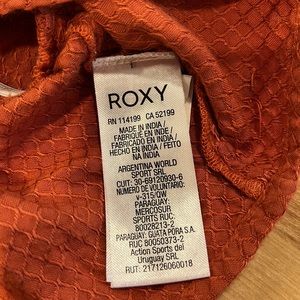 ROXY
RN 114199 CA 52199
MADE IN INDIA /
FABRIQUÉ EN INDE /
FABRICADO EN INDIA /
HECHO EN INDIA / FEITO
NA ÍNDIA
ARGENTINA WORLD
SPORT SRL
CUIT: 30-69120930-6
NUMERO DE VOLUNTARIO:
v-315/GW
PARAGUAY:
MERCOSUR
SPORTS RUC:
80028213-2
PARAGUAY: GUATA PORA S.A.
RUC 80050373-2
Action Sports del
Uruguay SRL
RUT: 217126060018